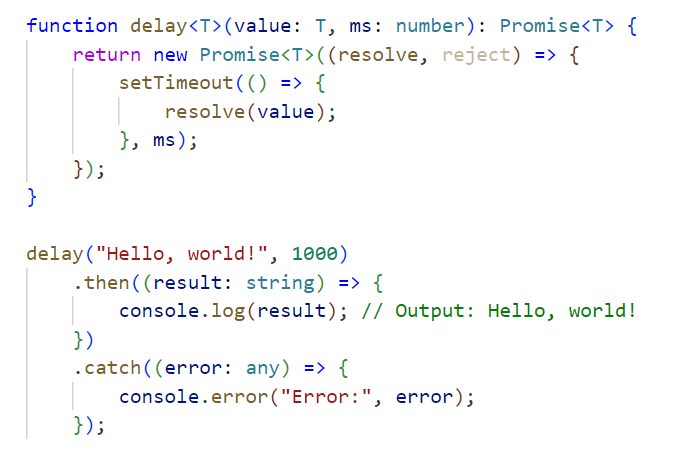 function delay<T>(value: T, ms: number): Promise<T> {
    return new Promise<T>((resolve, reject) => {
        setTimeout(() => {
            resolve(value);
        }, ms);
    });
}

delay("Hello, world!", 1000)
    .then((result: string) => {
        console.log(result); // Output: Hello, world!
    })
    .catch((error: any) => {
        console.error("Error:", error);
    });